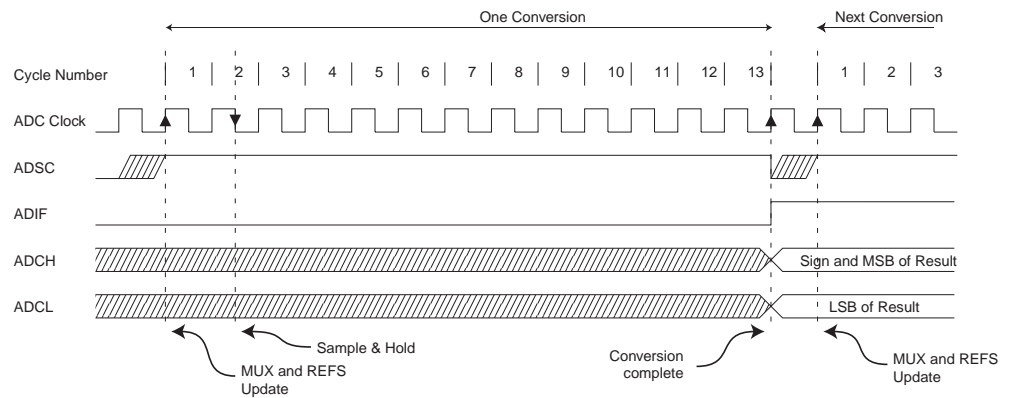 One Conversion
Next Conversion
Cycle Number 1 2 3 4 5 6 7 8 9 10 11 12 13 1 2 3
ADC Clock
ADSC
ADIF
ADCH
Sign and MSB of Result
ADCL
LSB of Result
Sample & Hold
MUX and REFS
Update
Conversion
complete
MUX and REFS
Update